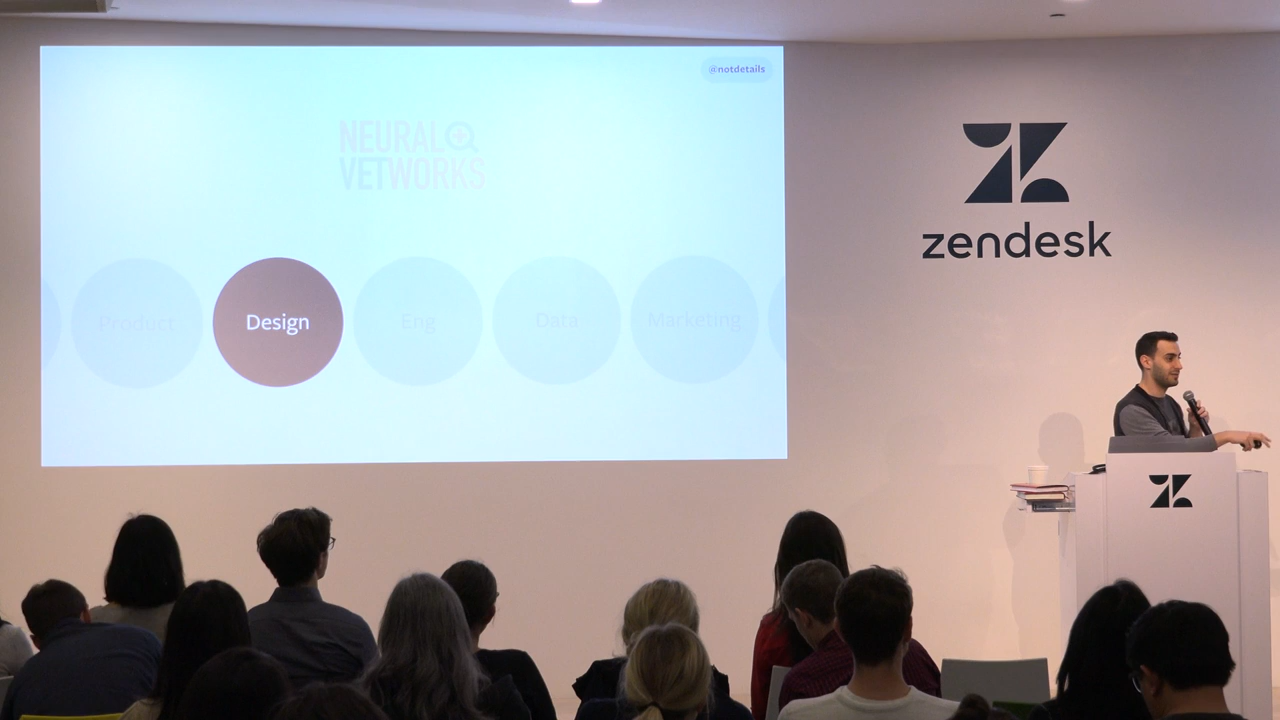 @notdetails
NEURAL
VETWORKS
Product
Design
Eng
Data
Marketing
zendesk